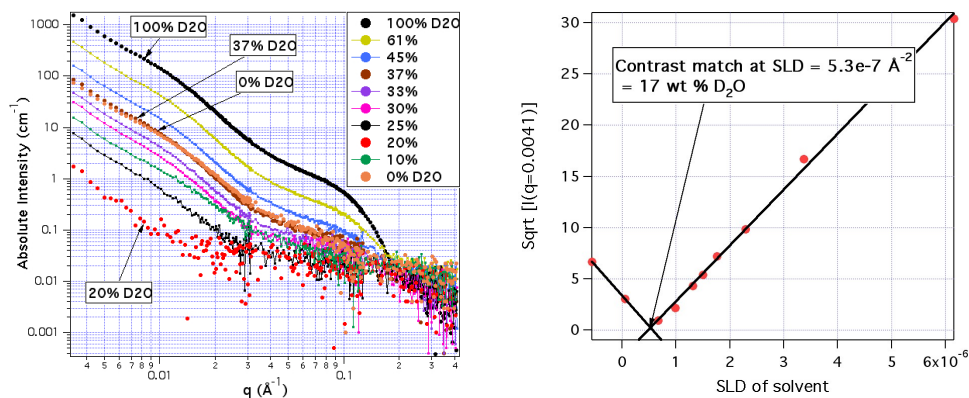 1000
100
10
1
0.1
0.01
0.001
Absolute Intensity (cm⁻¹)
100% D2O
37% D2O
0% D2O
20% D2O
100% D2O
61%
45%
37%
33%
30%
25%
20%
10%
0% D2O
4 5 6 7 8 0.01 2 3 4 5 6 7 8 0.1 2 3 4
q (Å⁻¹)
30
25
20
15
10
5
0
Sqrt [I(q=0.0041)]
Contrast match at SLD = 5.3e-7 Å⁻²
= 17 wt % D₂O
0 1 2 3 4 5 6x10⁻⁶
SLD of solvent